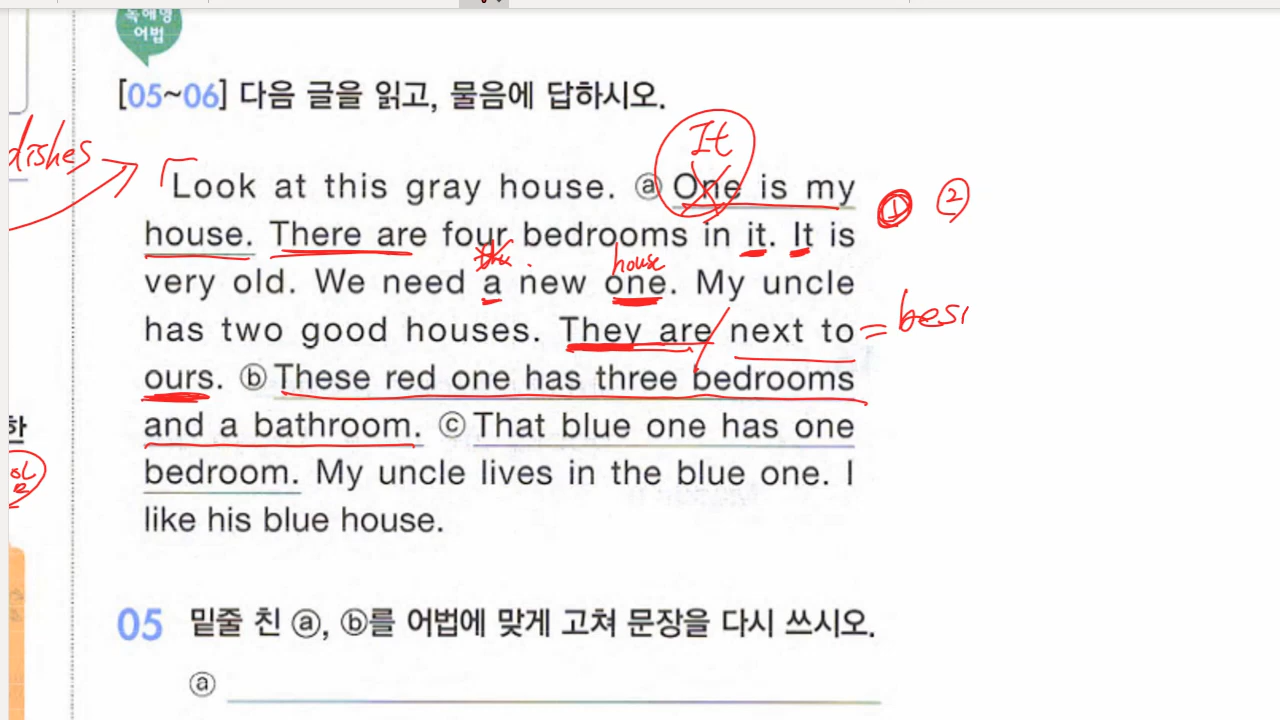 어법
[05~06] 다음 글을 읽고, 물음에 답하시오.
It
dishes
Look at this gray house. ⓐ One is my
① ②
house. There are four bedrooms in it. It is
house
very old. We need a new one. My uncle
has two good houses. They are next to
ours. ⓑ These red one has three bedrooms
and a bathroom. ⓒ That blue one has one
bedroom. My uncle lives in the blue one. I
like his blue house.
05 밑줄 친 ⓐ, ⓑ를 어법에 맞게 고쳐 문장을 다시 쓰시오.
ⓐ